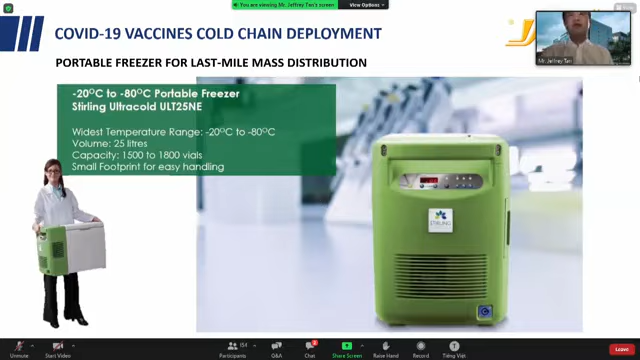 You are viewing Mr. Jeffrey Tan's screen
View Options
COVID-19 VACCINES COLD CHAIN DEPLOYMENT
PORTABLE FREEZER FOR LAST-MILE MASS DISTRIBUTION
Mr. Jeffrey Tan
-20°C to -80°C Portable Freezer
Stirling Ultracold ULT25NE
Widest Temperature Range: -20°C to -80°C
Volume: 25 litres
Capacity: 1500 to 1800 vials
Small Footprint for easy handling
STIRLING
Unmute
Start Video
154
Participants
Q&A
Chat
Share Screen
Raise Hand
Record
Tiếng Việt
Leave